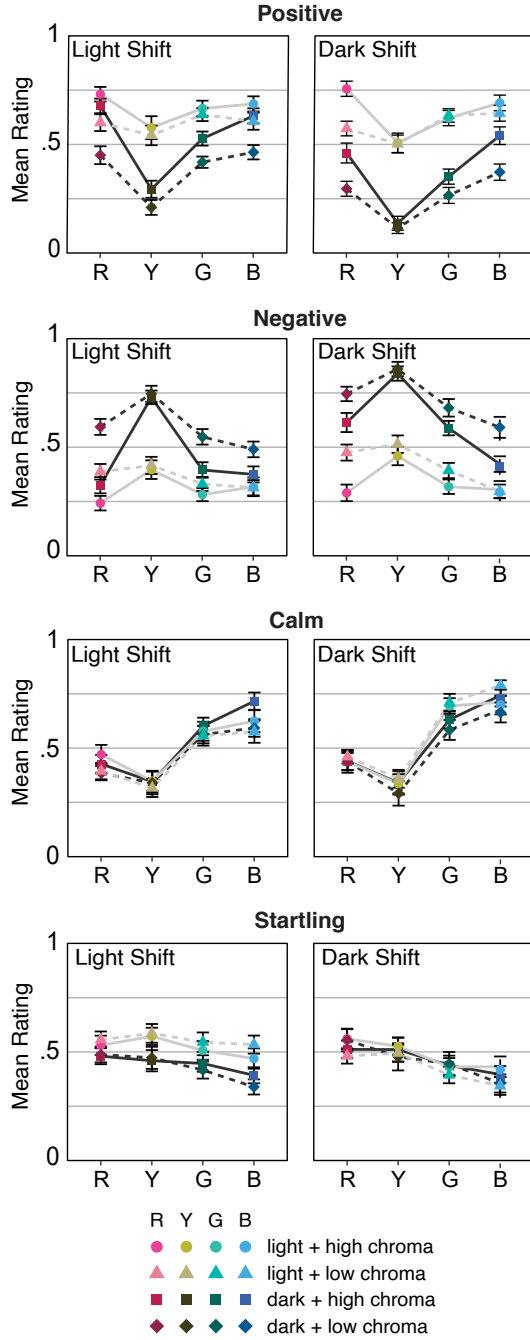 Positive
1
Light Shift
Dark Shift
Mean Rating
.5
0
R Y G B
R Y G B
Negative
1
Light Shift
Dark Shift
Mean Rating
.5
0
R Y G B
R Y G B
Calm
1
Light Shift
Dark Shift
Mean Rating
.5
0
R Y G B
R Y G B
Startling
1
Light Shift
Dark Shift
Mean Rating
.5
0
R Y G B
R Y G B
R Y G B
light + high chroma
light + low chroma
dark + high chroma
dark + low chroma